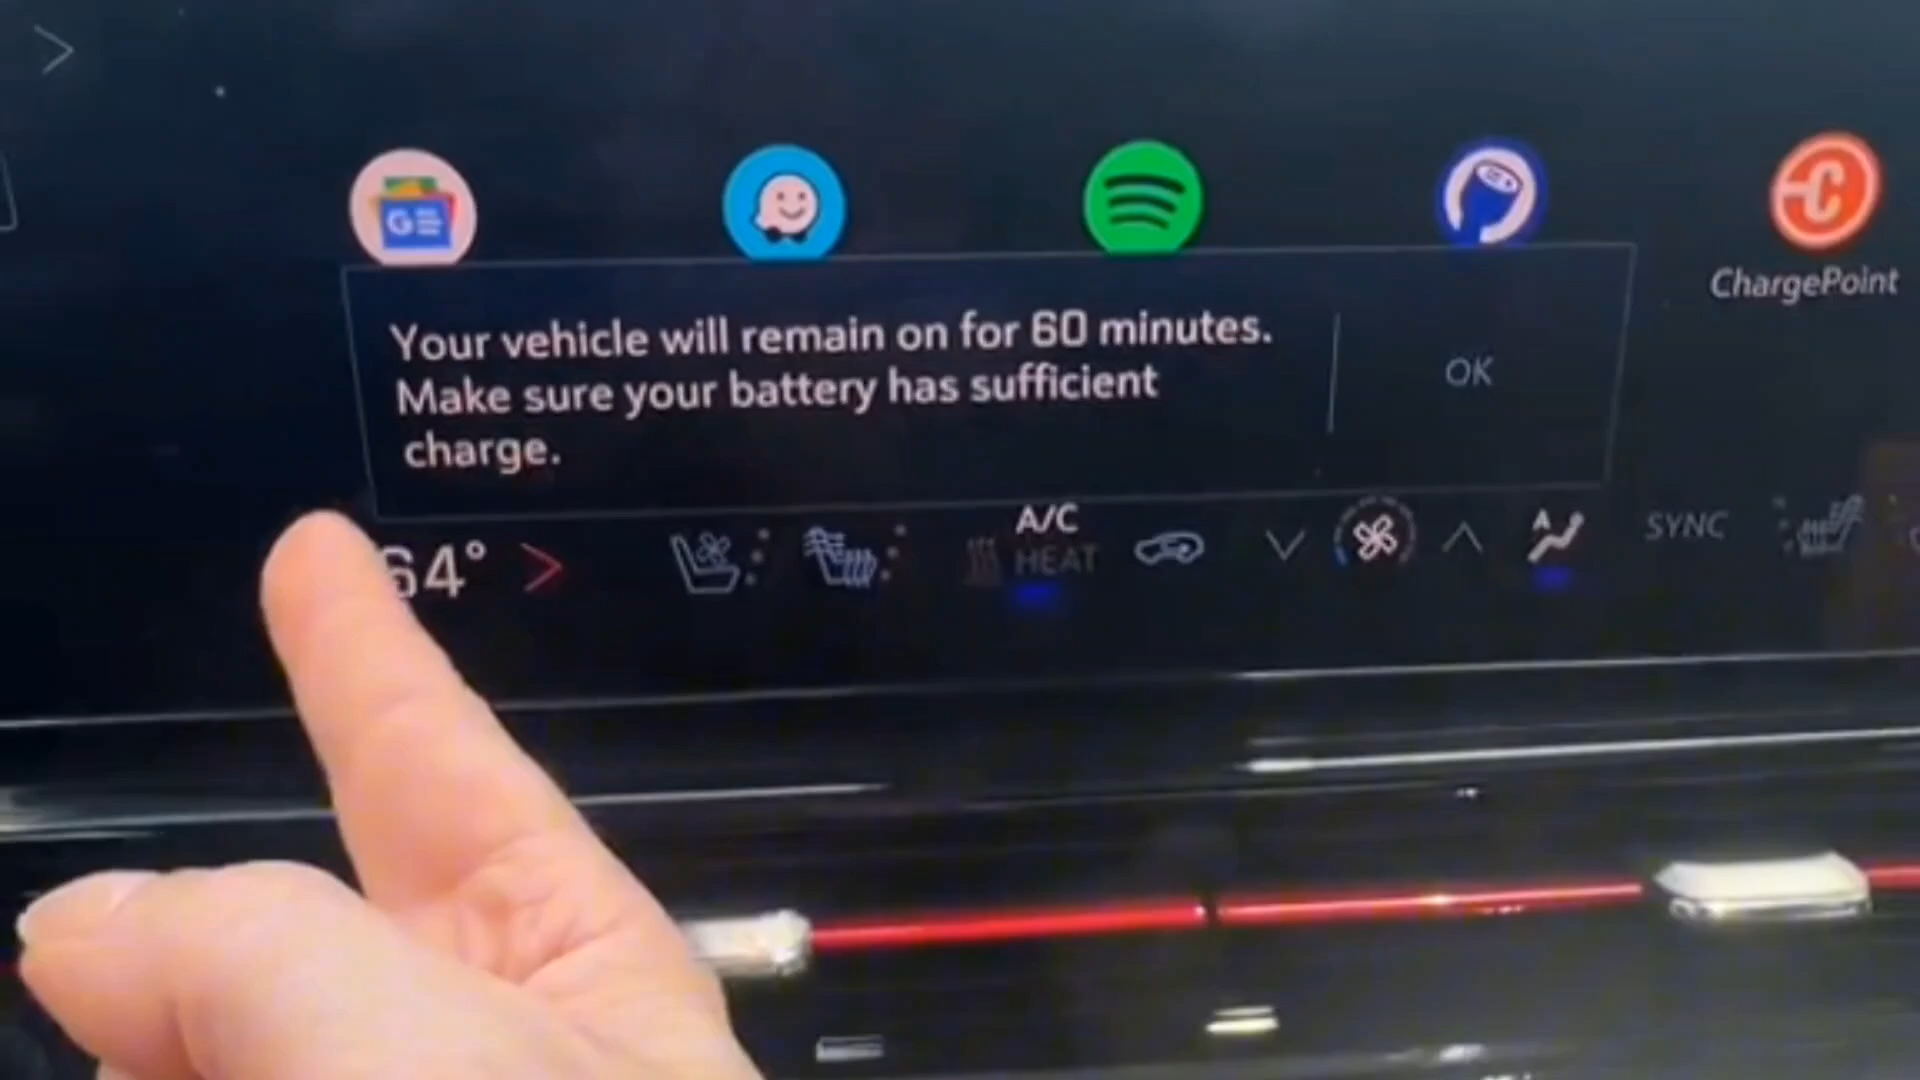 ChargePoint
Your vehicle will remain on for 60 minutes.
Make sure your battery has sufficient
charge.
OK
64°
A/C
HEAT
A
SYNC